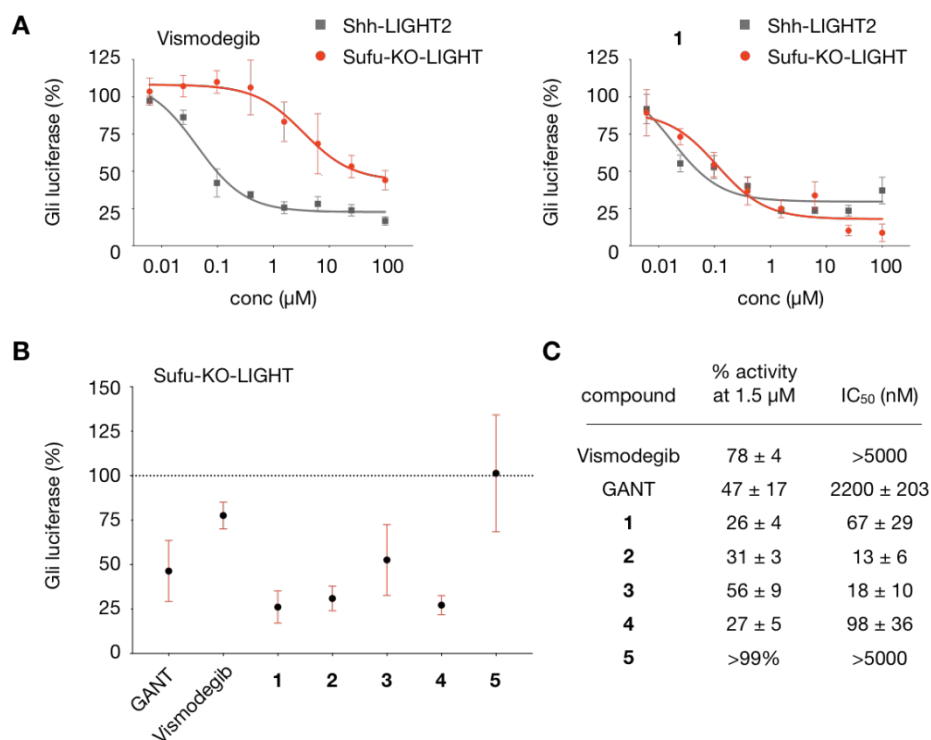 A
Vismodegib
Shh-LIGHT2
Sufu-KO-LIGHT
Gli luciferase (%)
125
100
75
50
25
0
0.01 0.1 1 10 100
conc (µM)
1
Shh-LIGHT2
Sufu-KO-LIGHT
Gli luciferase (%)
125
100
75
50
25
0
0.01 0.1 1 10 100
conc (µM)
B
Sufu-KO-LIGHT
Gli luciferase (%)
150
125
100
75
50
25
0
GANT Vismodegib 1 2 3 4 5
C
% activity
compound at 1.5 µM IC50 (nM)
Vismodegib 78 ± 4 >5000
GANT 47 ± 17 2200 ± 203
1 26 ± 4 67 ± 29
2 31 ± 3 13 ± 6
3 56 ± 9 18 ± 10
4 27 ± 5 98 ± 36
5 >99% >5000